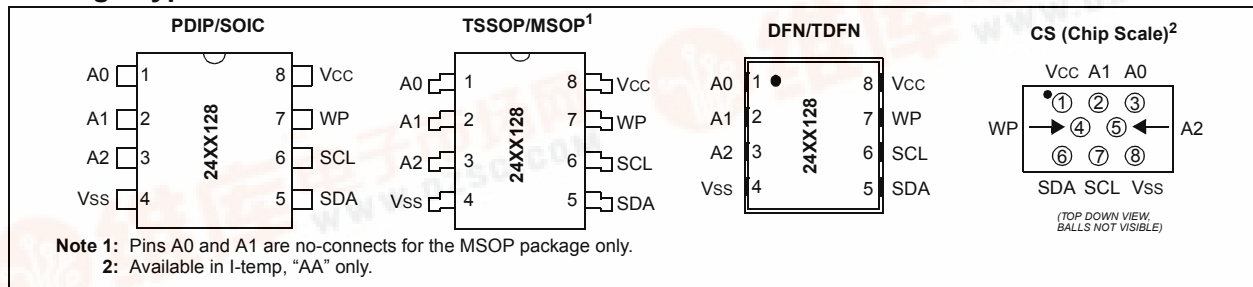 PDIP/SOIC
A0 1 8 VCC
A1 2 7 WP
A2 3 6 SCL
VSS 4 5 SDA
24XX128
TSSOP/MSOP1
A0 1 8 VCC
A1 2 7 WP
A2 3 6 SCL
VSS 4 5 SDA
24XX128
DFN/TDFN
A0 1 8 VCC
A1 2 7 WP
A2 3 6 SCL
VSS 4 5 SDA
24XX128
CS (Chip Scale)2
VCC A1 A0
1 2 3
WP 4 5 A2
6 7 8
SDA SCL VSS
(TOP DOWN VIEW,
BALLS NOT VISIBLE)
Note 1: Pins A0 and A1 are no-connects for the MSOP package only.
2: Available in I-temp, "AA" only.